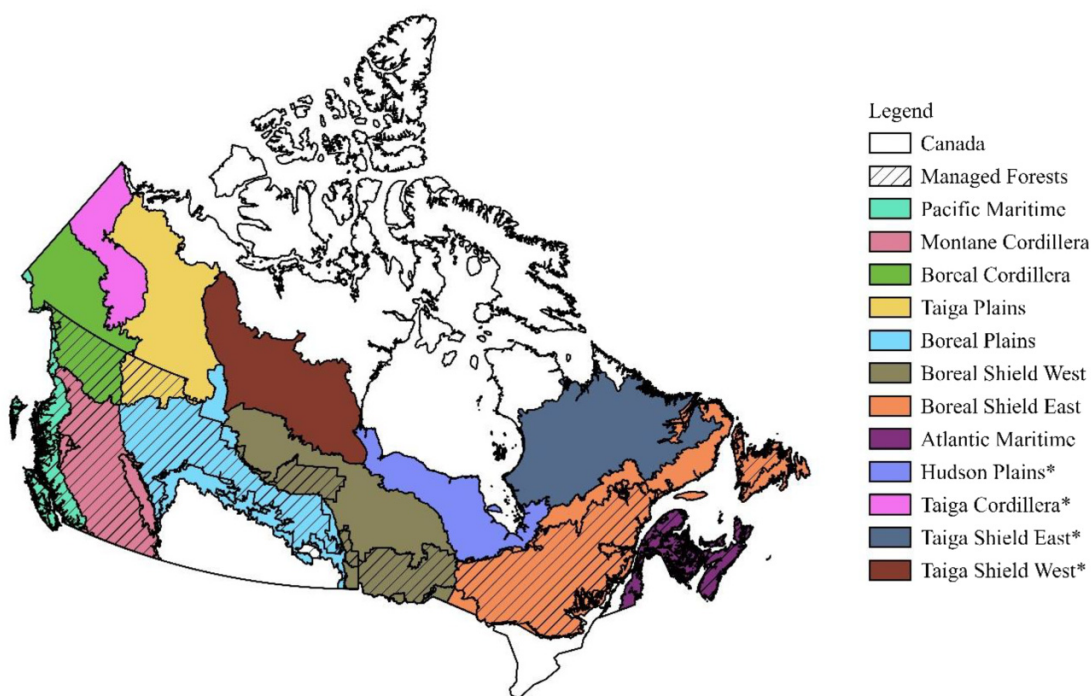 Legend
Canada
Managed Forests
Pacific Maritime
Montane Cordillera
Boreal Cordillera
Taiga Plains
Boreal Plains
Boreal Shield West
Boreal Shield East
Atlantic Maritime
Hudson Plains*
Taiga Cordillera*
Taiga Shield East*
Taiga Shield West*